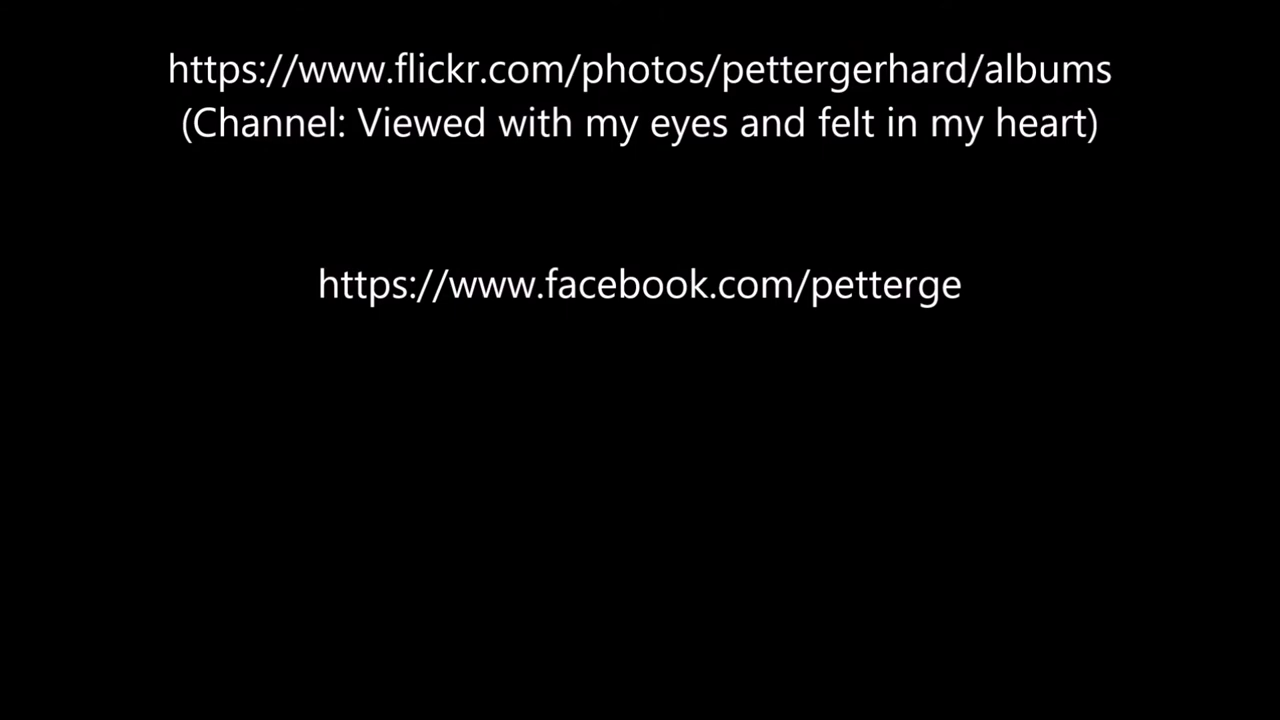 https://www.flickr.com/photos/pettergerhard/albums
(Channel: Viewed with my eyes and felt in my heart)
https://www.facebook.com/petterge